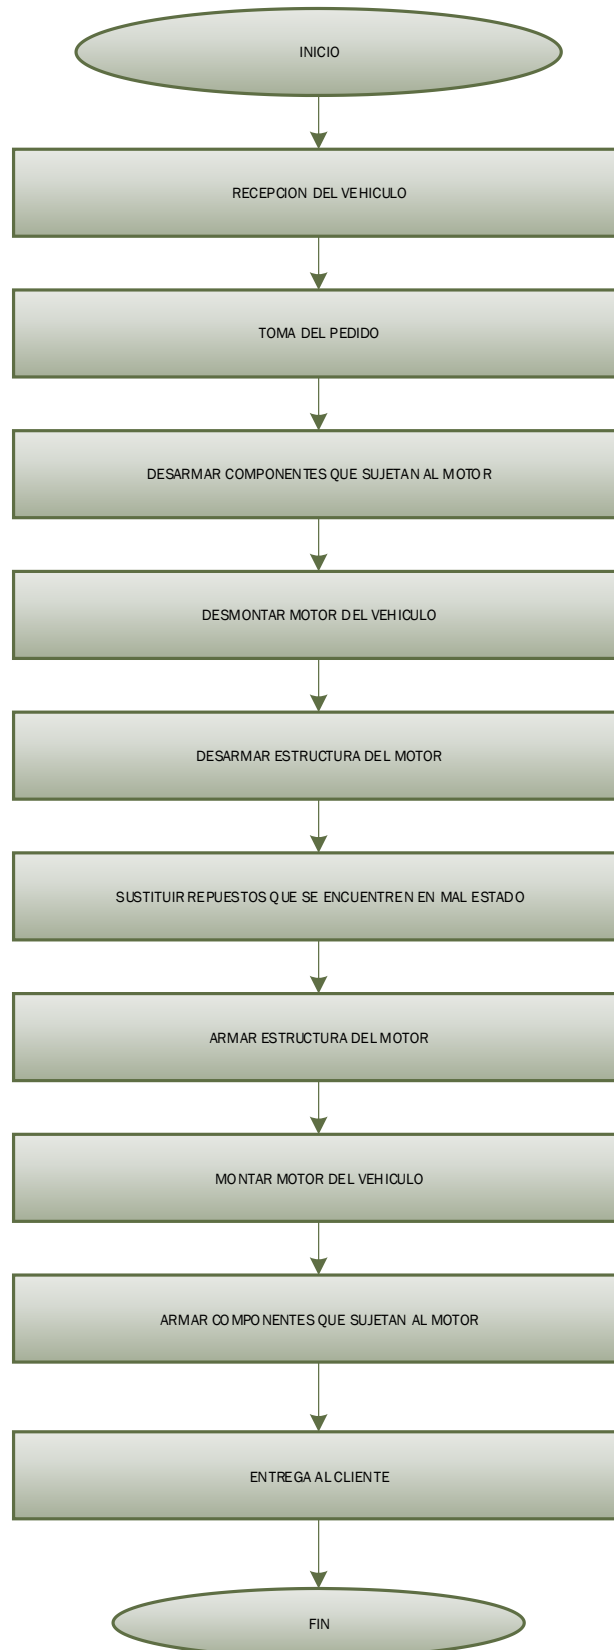 INICIO
RECEPCION DEL VEHICULO
TOMA DEL PEDIDO
DESARMAR COMPONENTES QUE SUJETAN AL MOTOR
DESMONTAR MOTOR DEL VEHICULO
DESARMAR ESTRUCTURA DEL MOTOR
SUSTITUIR REPUESTOS QUE SE ENCUENTREN EN MAL ESTADO
ARMAR ESTRUCTURA DEL MOTOR
MONTAR MOTOR DEL VEHICULO
ARMAR COMPONENTES QUE SUJETAN AL MOTOR
ENTREGA AL CLIENTE
FIN